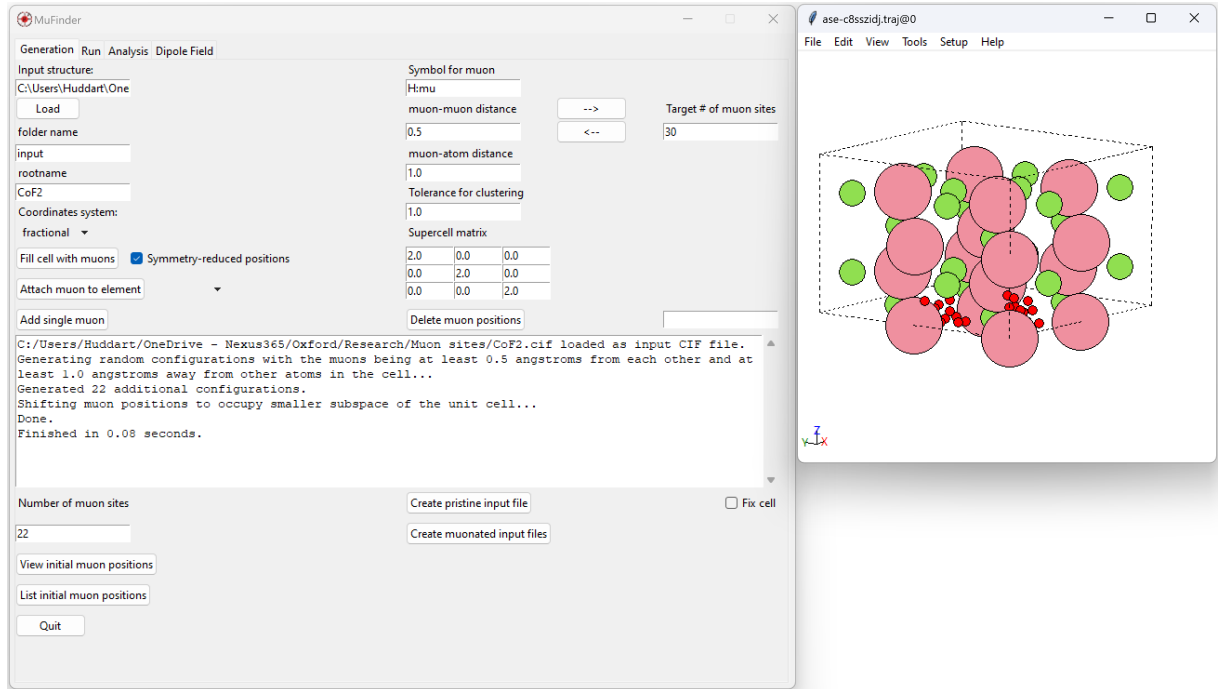 MuFinder
Generation Run Analysis Dipole Field
Input structure:
C:\Users\Huddart\One
Load
folder name
input
rootname
CoF2
Coordinates system:
fractional
Fill cell with muons
Symmetry-reduced positions
Attach muon to element
Add single muon
Symbol for muon
H:mu
muon-muon distance
-->
Target # of muon sites
0.5
<--
30
muon-atom distance
1.0
Tolerance for clustering
1.0
Supercell matrix
2.0 0.0 0.0
0.0 2.0 0.0
0.0 0.0 2.0
Delete muon positions
C:/Users/Huddart/OneDrive - Nexus365/Oxford/Research/Muon sites/CoF2.cif loaded as input CIF file.
Generating random configurations with the muons being at least 0.5 angstroms from each other and at
least 1.0 angstroms away from other atoms in the cell...
Generated 22 additional configurations.
Shifting muon positions to occupy smaller subspace of the unit cell...
Done.
Finished in 0.08 seconds.
Number of muon sites
22
View initial muon positions
List initial muon positions
Quit
Create pristine input file
Fix cell
Create muonated input files
ase-c8sszidj.traj@0
File Edit View Tools Setup Help
Z
Y X